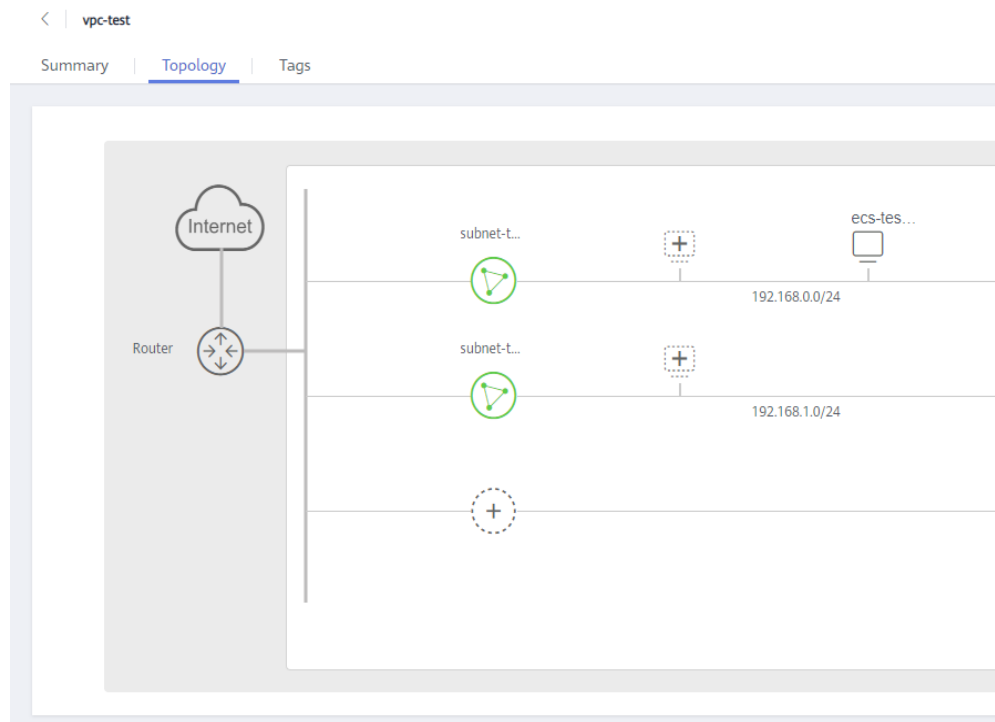 vpc-test
Summary
Topology
Tags
Internet
ecs-tes...
subnet-t...
192.168.0.0/24
Router
subnet-t...
192.168.1.0/24